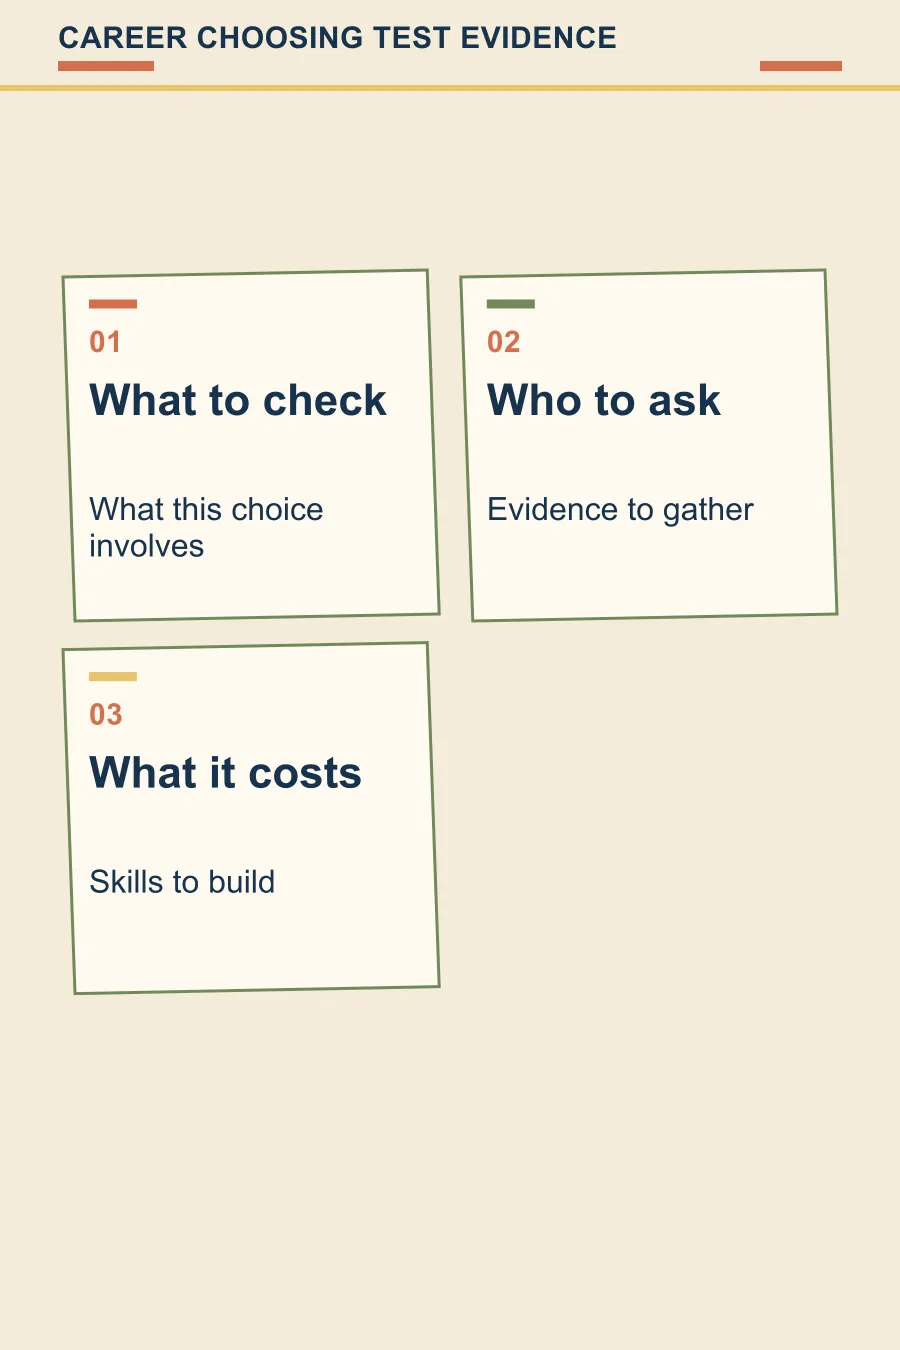 CAREER CHOOSING TEST EVIDENCE
01
What to check
What this choice
involves
02
Who to ask
Evidence to gather
03
What it costs
Skills to build